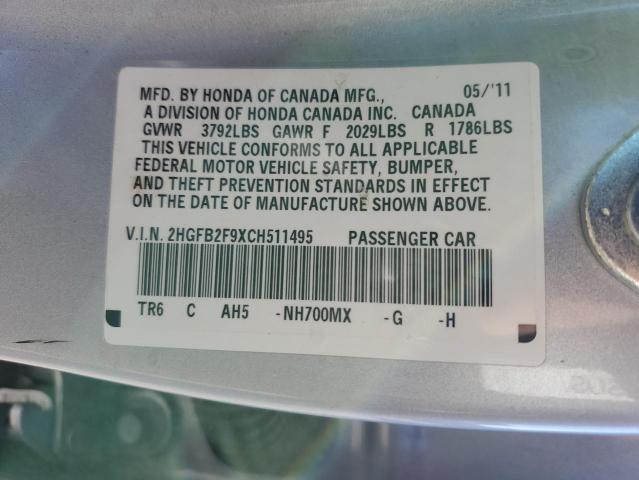 MFD. BY HONDA OF CANADA MFG., 05/'11
A DIVISION OF HONDA CANADA INC. CANADA
GVWR 3792LBS GAWR F 2029LBS R 1786LBS
THIS VEHICLE CONFORMS TO ALL APPLICABLE
FEDERAL MOTOR VEHICLE SAFETY, BUMPER,
AND THEFT PREVENTION STANDARDS IN EFFECT
ON THE DATE OF MANUFACTURE SHOWN ABOVE.
V.I.N. 2HGFB2F9XCH511495 PASSENGER CAR
TR6 C AH5 -NH700MX -G -H